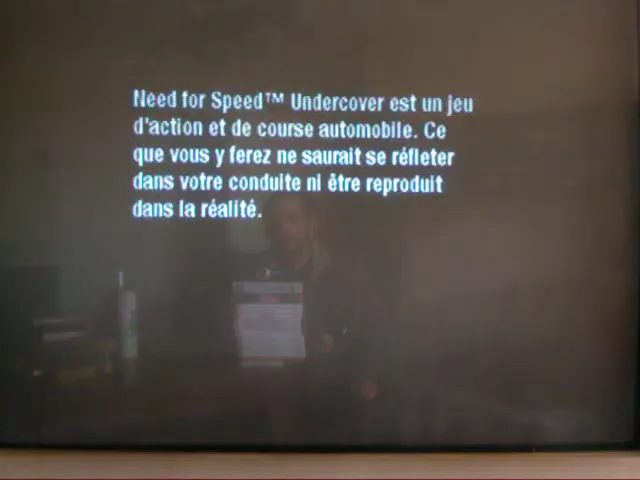 Need for Speed™ Undercover est un jeu
d'action et de course automobile. Ce
que vous y ferez ne saurait se réfleter
dans votre conduite ni être reproduit
dans la réalité.